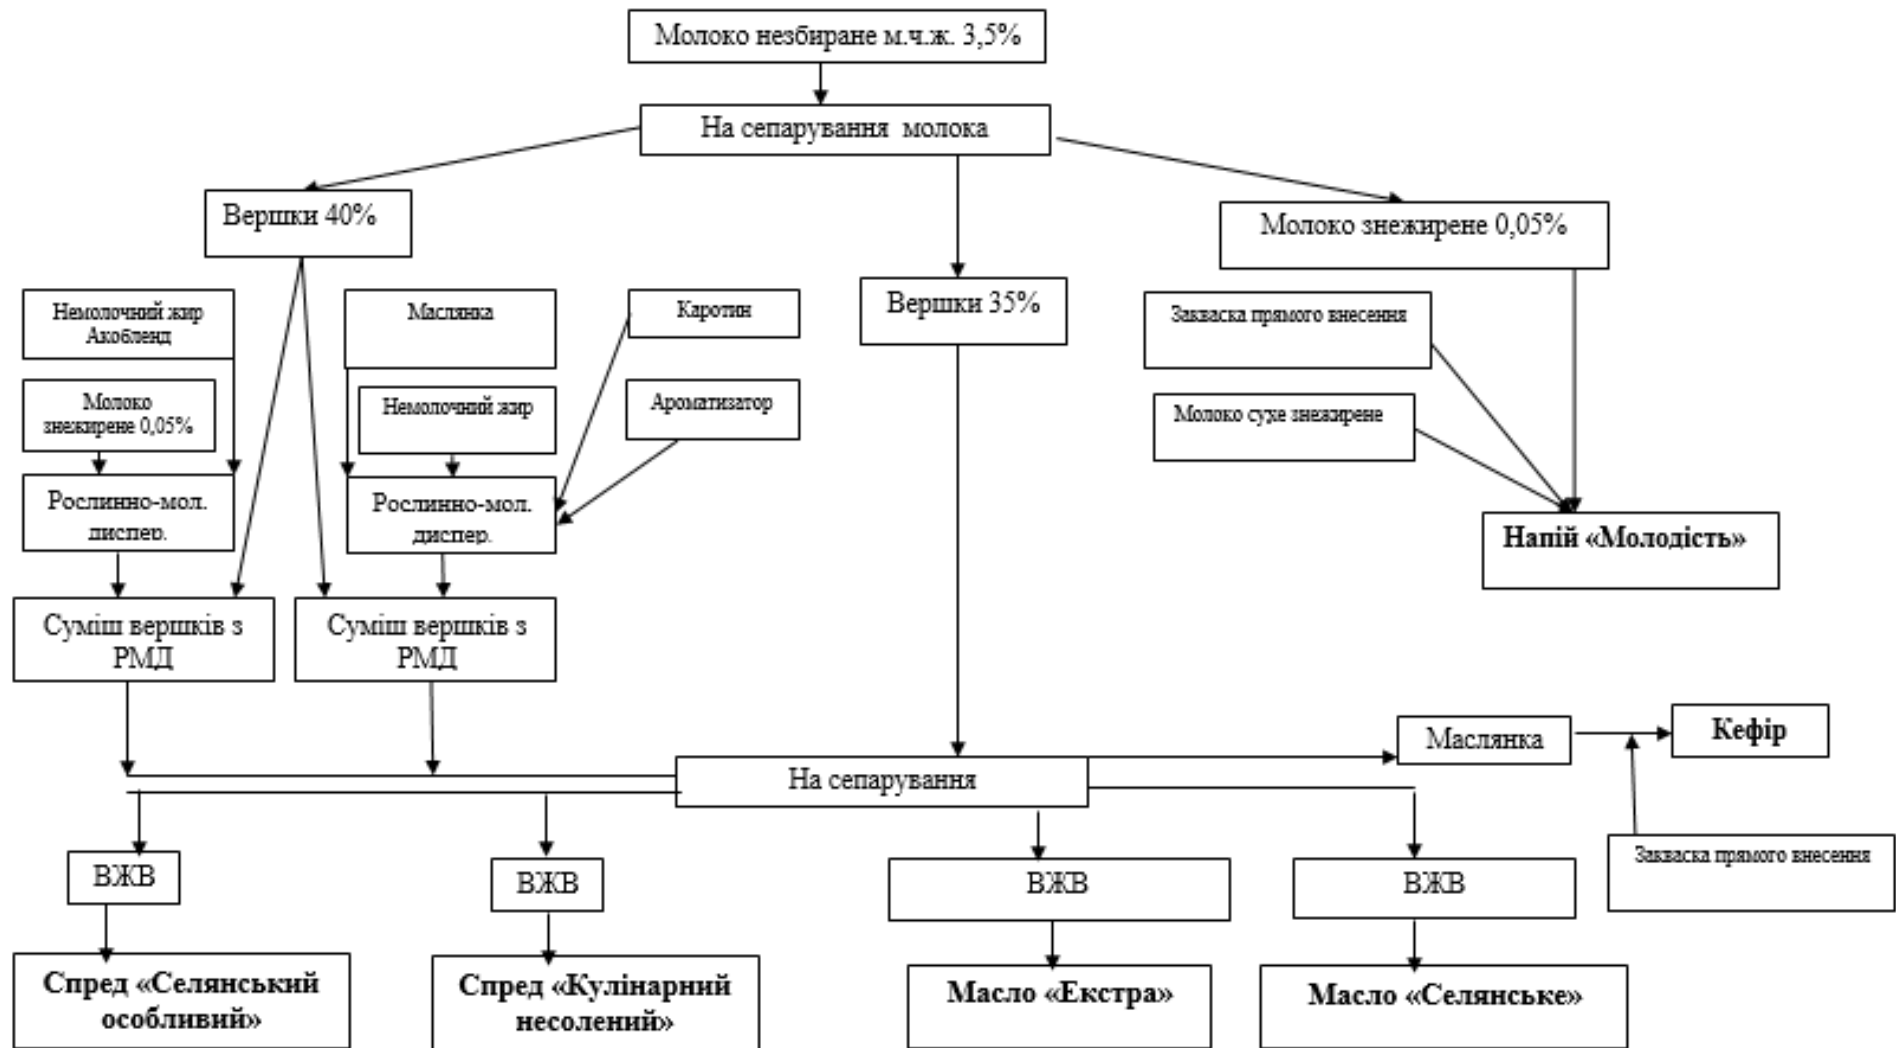 Молоко незбиране м.ч.ж. 3,5%
На сепарування молока
Вершки 40%
Молоко знежирене 0,05%
Вершки 35%
Немолочний жир
Акобленд
Маслянка
Каротин
Закваска прямого внесення
Молоко
знежирене 0,05%
Немолочний жир
Ароматизатор
Молоко сухе знежирене
Рослинно-мол.
диспер.
Рослинно-мол.
диспер.
Напій «Молодість»
Суміш вершків з
РМД
Суміш вершків з
РМД
Маслянка
Кефір
На сепарування
Закваска прямого внесення
ВЖВ
ВЖВ
ВЖВ
ВЖВ
Спред «Селянський
особливий»
Спред «Кулінарний
несолений»
Масло «Екстра»
Масло «Селянське»